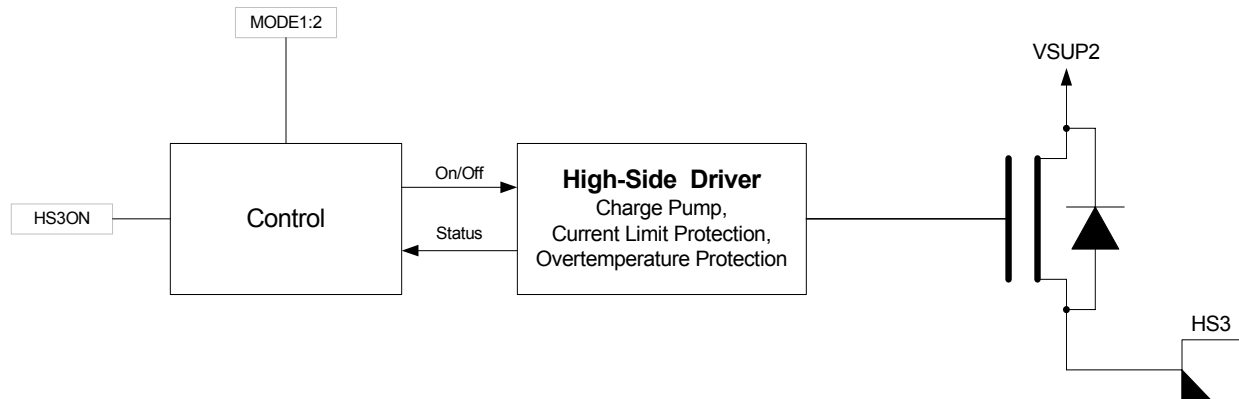 MODE1:2
VSUP2
HS3ON
Control
On/Off
Status
High-Side Driver
Charge Pump,
Current Limit Protection,
Overtemperature Protection
HS3